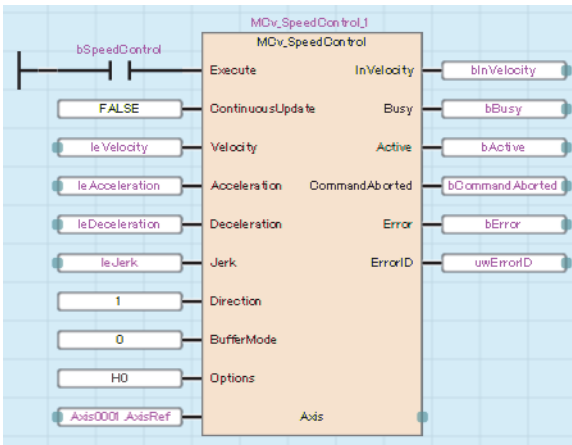 MCv_SpeedControl_1
bSpeedControl
MCv_SpeedControl
Execute InVelocity bInVelocity
FALSE ContinuousUpdate Busy bBusy
leVelocity Velocity Active bActive
leAcceleration Acceleration CommandAborted bCommandAborted
leDeceleration Deceleration Error bError
leJerk Jerk ErrorID uwErrorID
1 Direction
0 BufferMode
H0 Options
Axis0001.AxisRef Axis